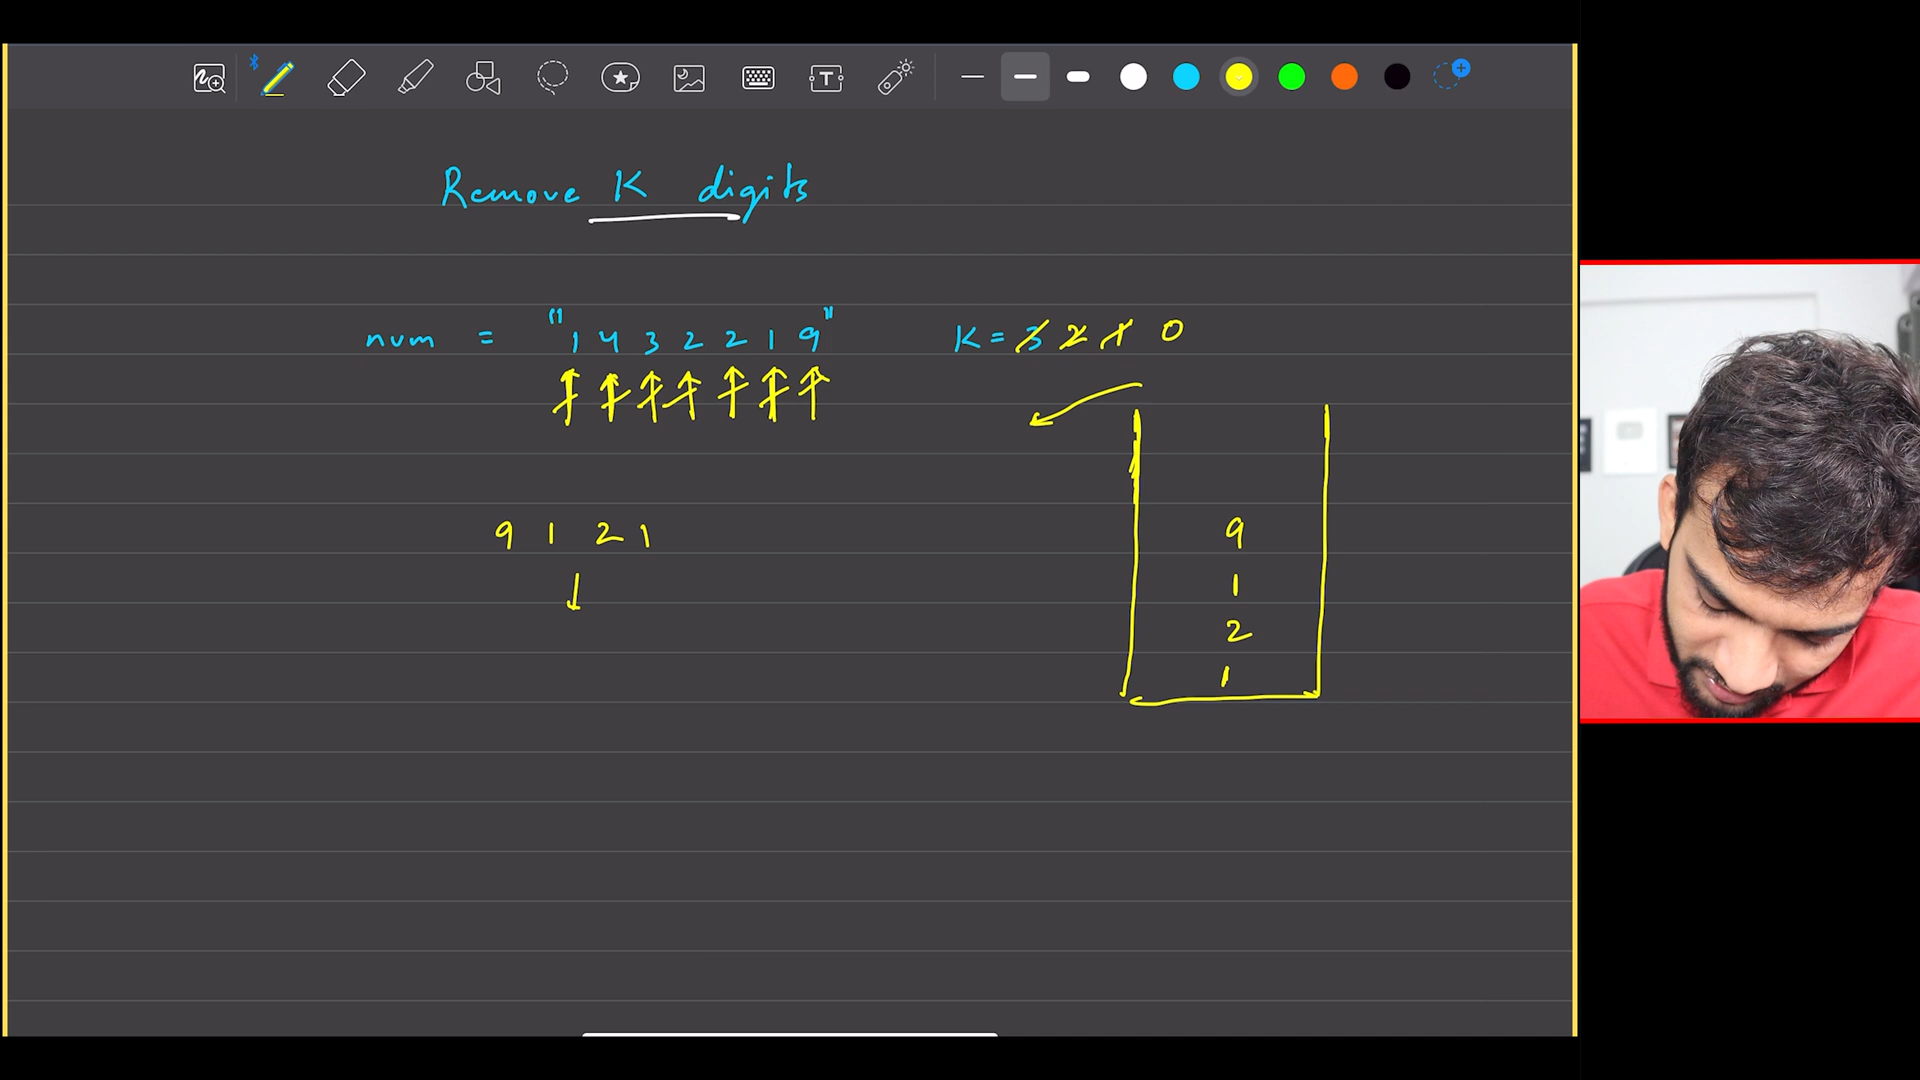 Remove K digits
num = "1432219" K = 3 2 1 0
9 1 2 1
9
1
2
1